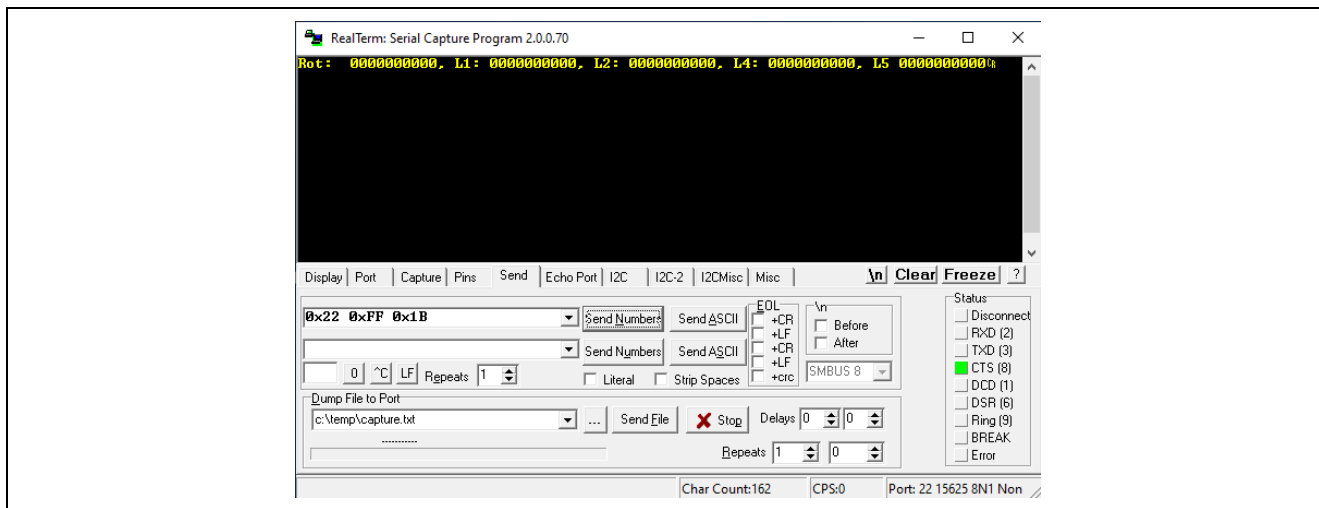 RealTerm: Serial Capture Program 2.0.0.70
Rot: 0000000000, L1: 0000000000, L2: 0000000000, L4: 0000000000, L5 0000000000CR
Display Port Capture Pins Send Echo Port I2C I2C-2 I2CMisc Misc \n Clear Freeze ?
0x22 0xFF 0x1B Send Numbers Send ASCII
Send Numbers Send ASCII
0 ^C LF Repeats 1 Literal Strip Spaces
EOL
+CR
+LF
+CR
+LF
+crc
\n
Before
After
SMBUS 8
Dump File to Port
c:\temp\capture.txt ... Send File Stop Delays 0 0
Repeats 1 0
Status
Disconnect
RXD (2)
TXD (3)
CTS (8)
DCD (1)
DSR (6)
Ring (9)
BREAK
Error
Char Count:162 CPS:0 Port: 22 15625 8N1 Non